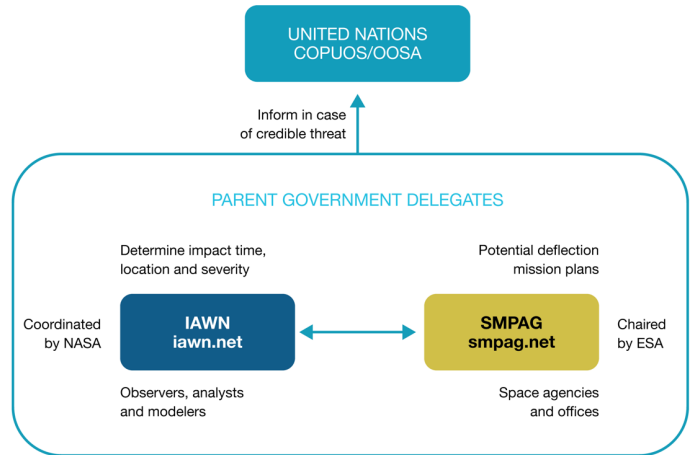 UNITED NATIONS
COPUOS/OOSA
Inform in case
of credible threat
PARENT GOVERNMENT DELEGATES
Determine impact time,
location and severity
Potential deflection
mission plans
Coordinated
by NASA
IAWN
iawn.net
SMPAG
smpag.net
Chaired
by ESA
Observers, analysts
and modelers
Space agencies
and offices